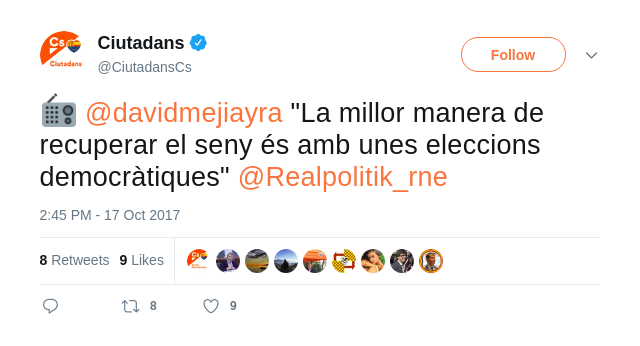 Cs
Ciutadans
Ciutadans
@CiutadansCs
Follow
@davidmejiayra "La millor manera de
recuperar el seny és amb unes eleccions
democràtiques" @Realpolitik_rne
2:45 PM - 17 Oct 2017
8 Retweets 9 Likes
8 9